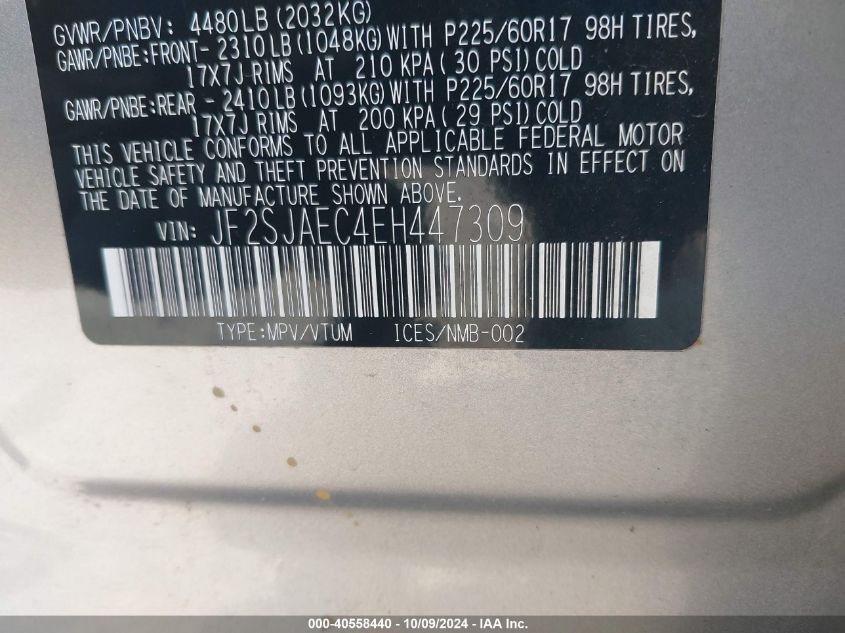 GVWR/PNBV: 4480LB (2032KG)
GAWR/PNBE:FRONT- 2310LB (1048KG) WITH P225/60R17 98H TIRES,
17X7J RIMS AT 210 KPA (30 PSI) COLD
GAWR/PNBE:REAR - 2410LB (1093KG) WITH P225/60R17 98H TIRES,
17X7J RIMS AT 200 KPA (29 PSI) COLD
THIS VEHICLE CONFORMS TO ALL APPLICABLE FEDERAL MOTOR
VEHICLE SAFETY AND THEFT PREVENTION STANDARDS IN EFFECT ON
THE DATE OF MANUFACTURE SHOWN ABOVE.
VIN: JF2SJAEC4EH447309
TYPE:MPV/VTUM ICES/NMB-002
000-40558440 - 10/09/2024 - IAA Inc.